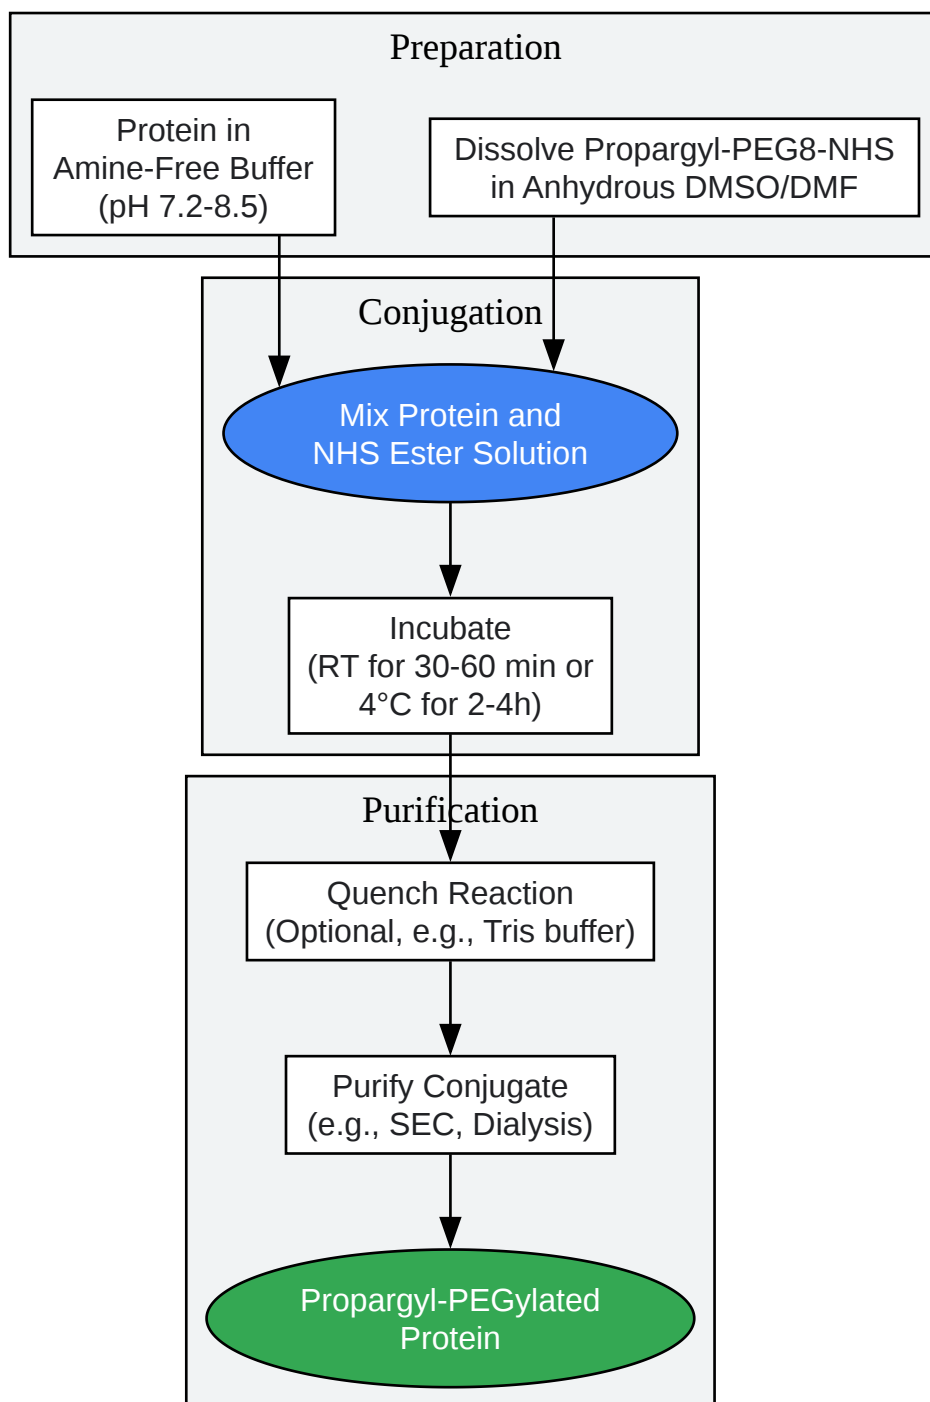 Preparation
Protein in
Amine-Free Buffer
(pH 7.2-8.5)
Dissolve Propargyl-PEG8-NHS
in Anhydrous DMSO/DMF
Conjugation
Mix Protein and
NHS Ester Solution
Incubate
(RT for 30-60 min or
4°C for 2-4h)
Purification
Quench Reaction
(Optional, e.g., Tris buffer)
Purify Conjugate
(e.g., SEC, Dialysis)
Propargyl-PEGylated
Protein